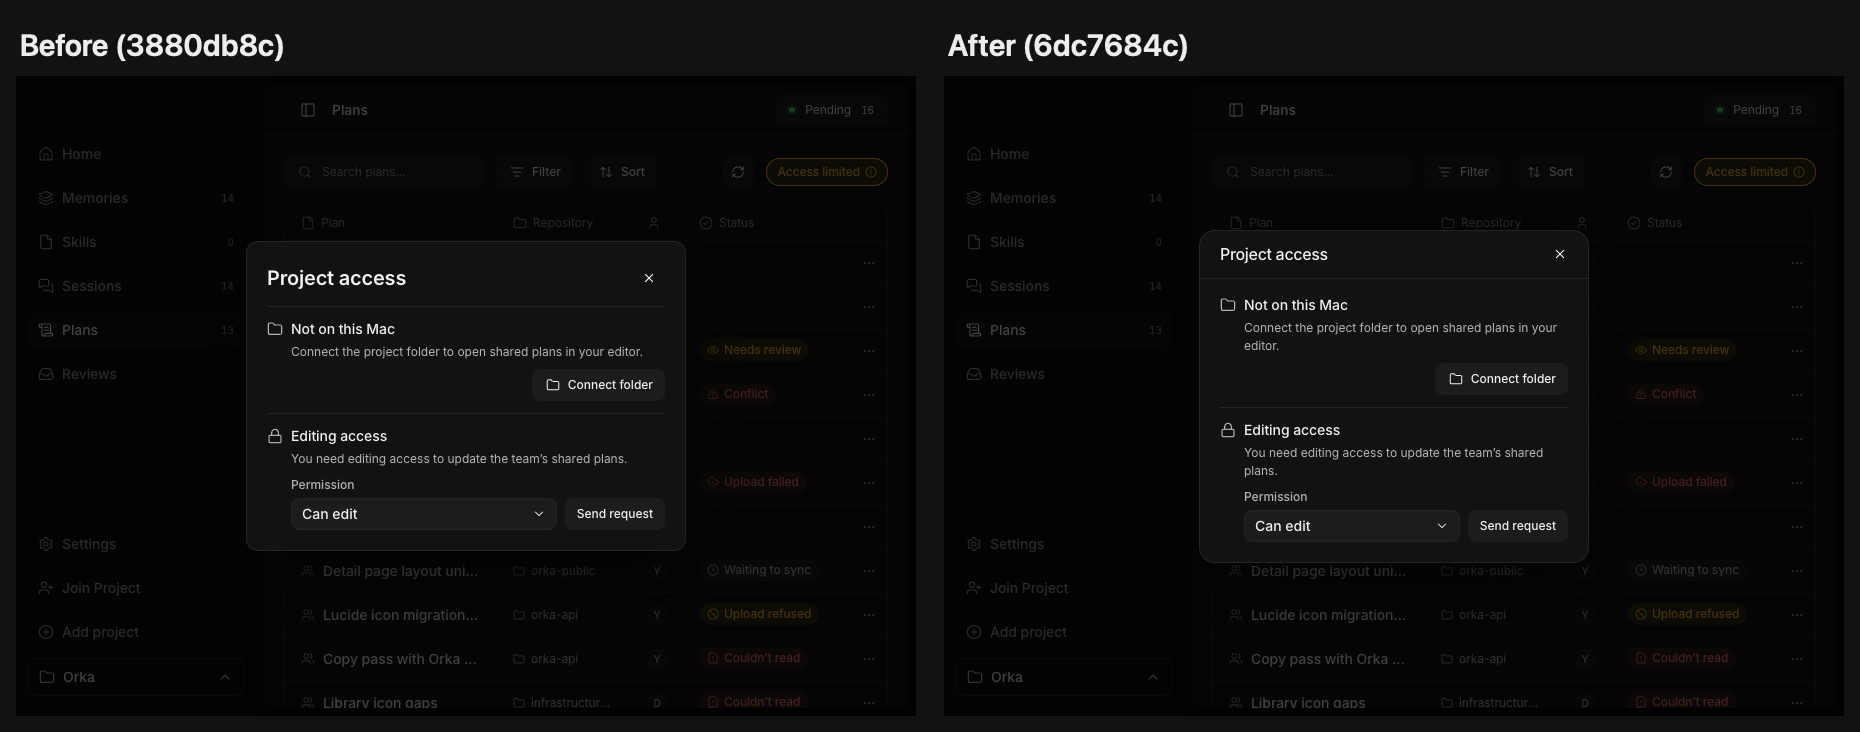 Before (3880db8c)
Plans
Pending 16
Home
Memories 14
Skills 0
Sessions 14
Plans 13
Reviews
Settings
Join Project
Add project
Orka
Search plans...
Filter
Sort
Access limited
Plan Repository Status
Project access
Not on this Mac
Connect the project folder to open shared plans in your editor.
Connect folder
Editing access
You need editing access to update the team’s shared plans.
Permission
Can edit
Send request
Needs review
Conflict
Upload failed
Detail page layout uni... orka-public Y Waiting to sync
Lucide icon migration... orka-api Y Upload refused
Copy pass with Orka ... orka-api Y Couldn't read
Library icon gaps infrastructur... D Couldn't read
After (6dc7684c)
Plans
Pending 16
Home
Memories 14
Skills 0
Sessions 14
Plans 13
Reviews
Settings
Join Project
Add project
Orka
Search plans...
Filter
Sort
Access limited
Plan Repository Status
Project access
Not on this Mac
Connect the project folder to open shared plans in your
editor.
Connect folder
Editing access
You need editing access to update the team’s shared
plans.
Permission
Can edit
Send request
Needs review
Conflict
Upload failed
Detail page layout uni... orka-public Y Waiting to sync
Lucide icon migration... orka-api Y Upload refused
Copy pass with Orka ... orka-api Y Couldn't read
Library icon gaps infrastructur... D Couldn't read